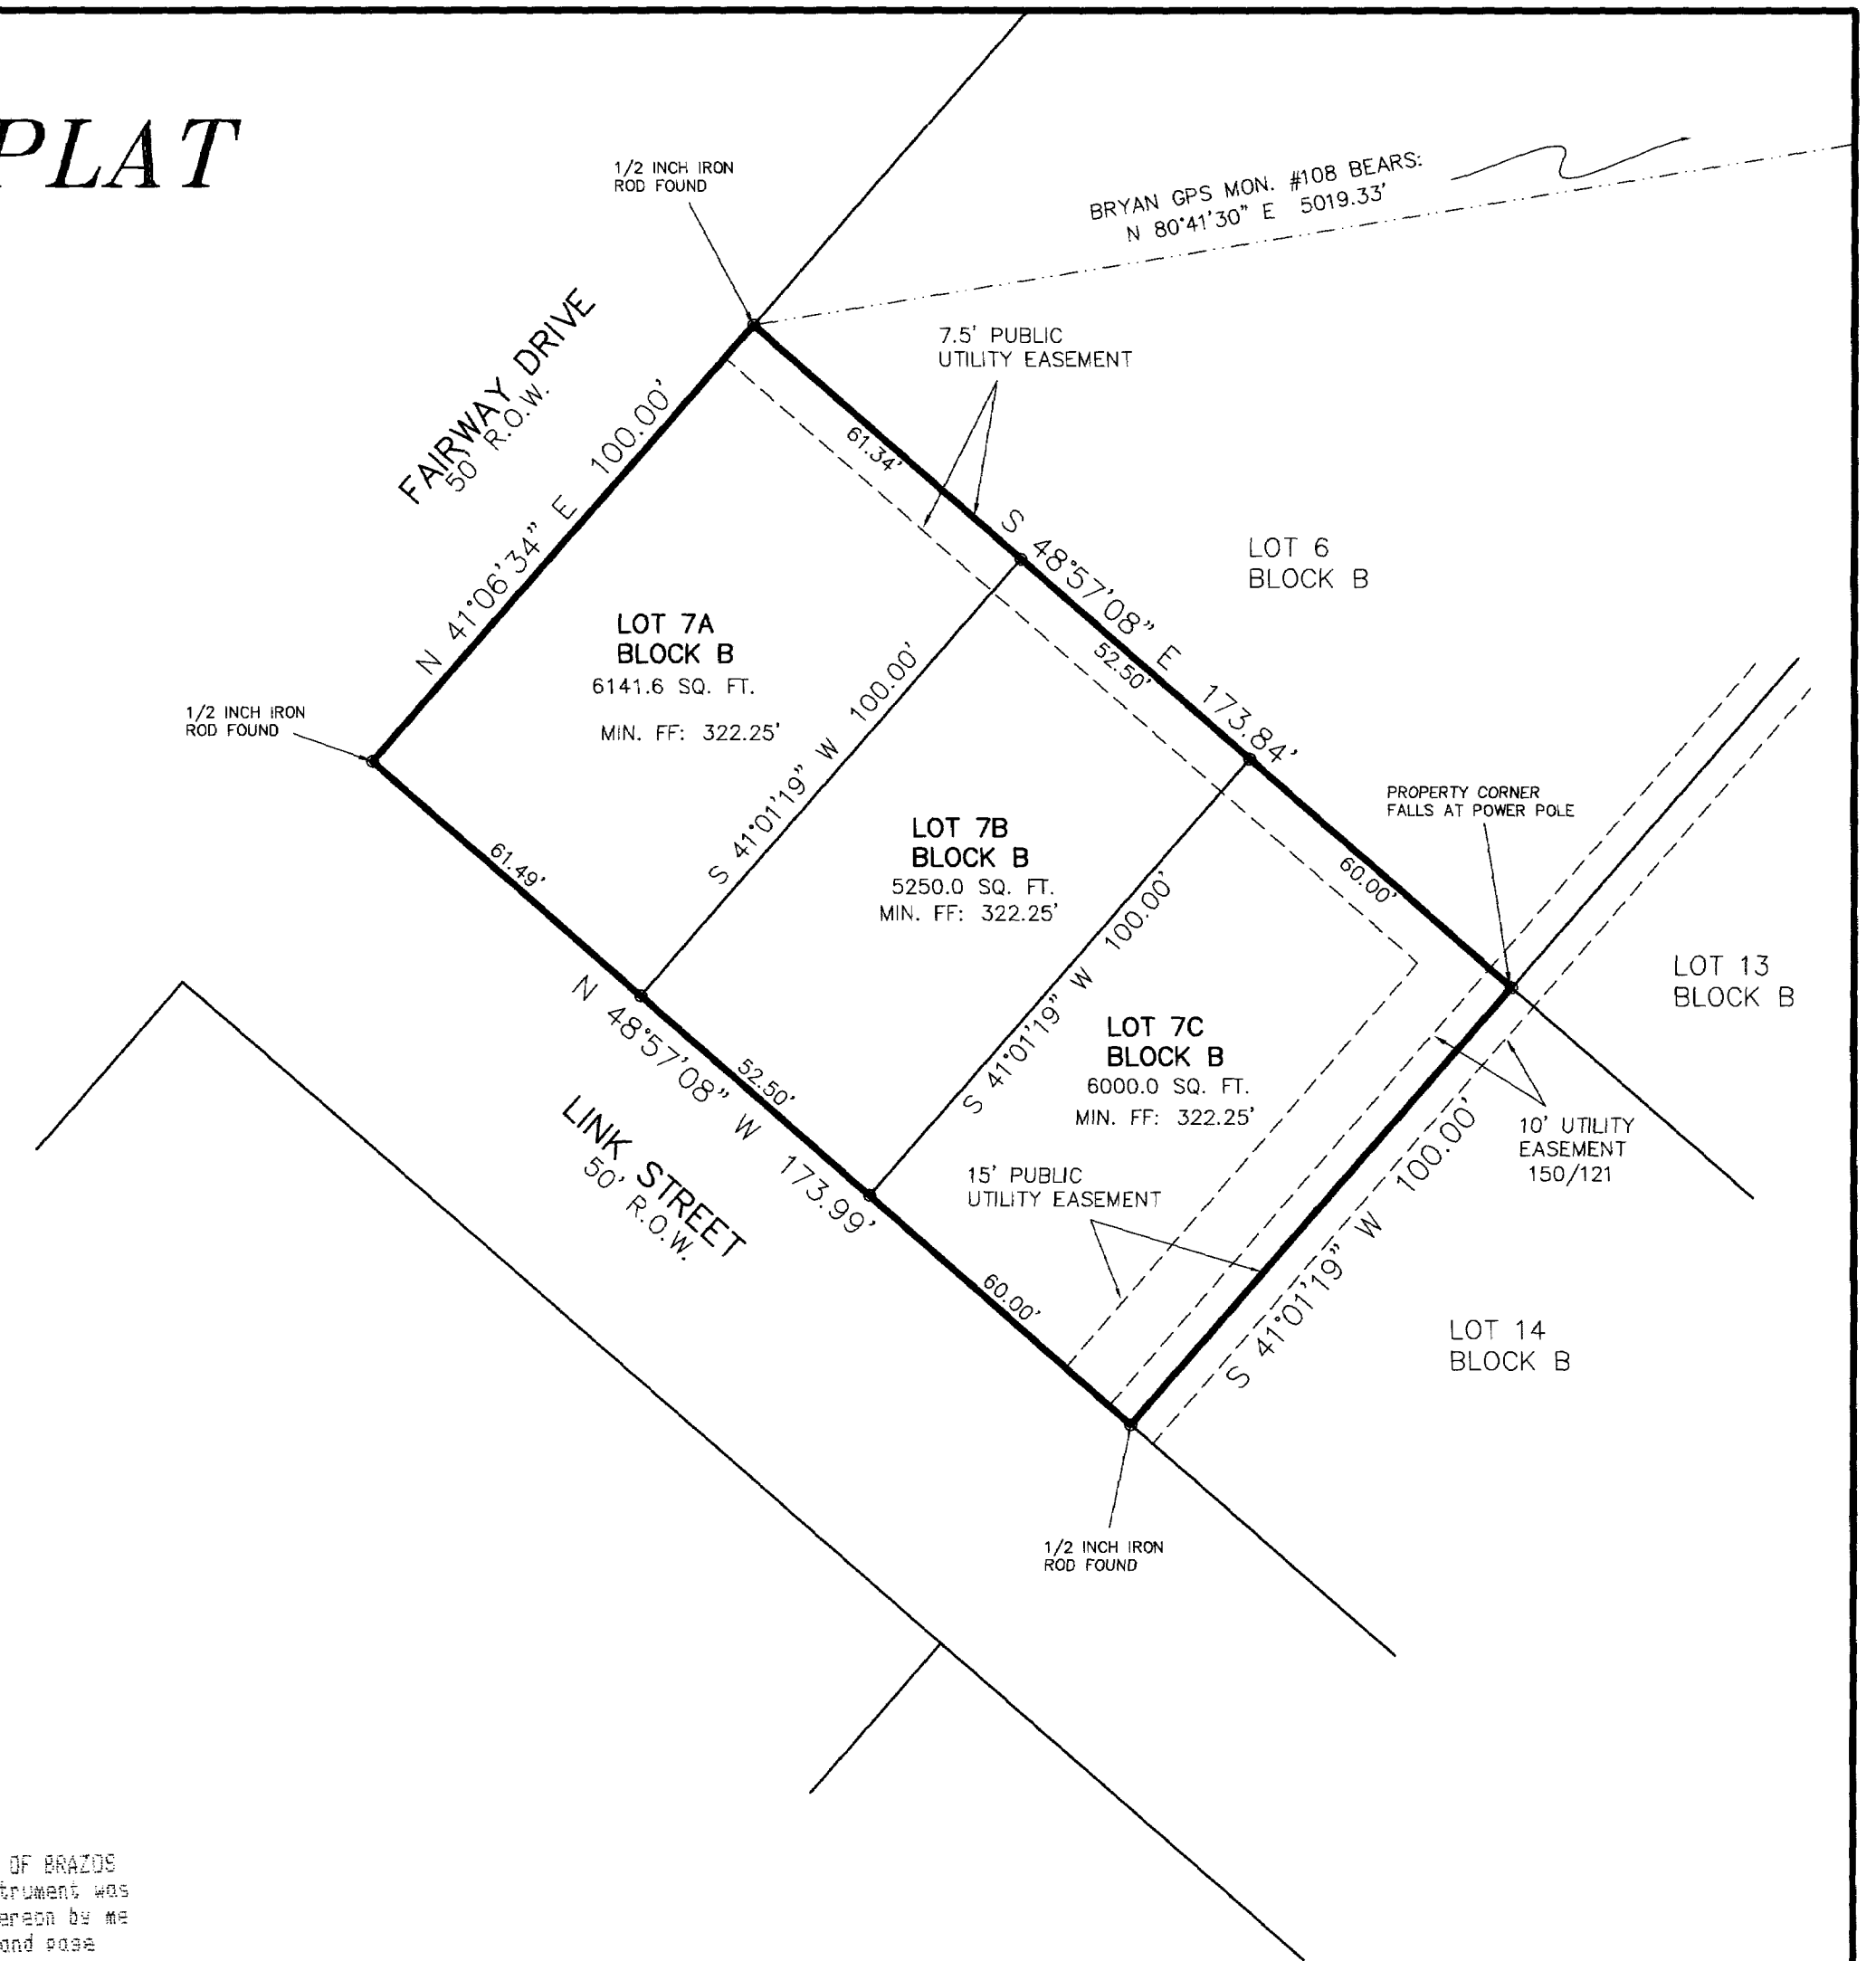 PLAT
1/2 INCH IRON
ROD FOUND
BRYAN GPS MON. #108 BEARS:
N 80°41'30" E 5019.33'
FAIRWAY DRIVE
50' R.O.W.
7.5' PUBLIC
UTILITY EASEMENT
N 41°06'34" E 100.00'
61.34'
S 48°57'08" E 173.84'
LOT 6
BLOCK B
LOT 7A
BLOCK B
6141.6 SQ. FT.
MIN. FF: 322.25'
S 41°01'19" W 100.00'
52.50'
1/2 INCH IRON
ROD FOUND
PROPERTY CORNER
FALLS AT POWER POLE
LOT 7B
BLOCK B
5250.0 SQ. FT.
MIN. FF: 322.25'
61.49'
60.00'
S 41°01'19" W 100.00'
LOT 13
BLOCK B
N 48°57'08" W 173.99'
52.50'
LOT 7C
BLOCK B
6000.0 SQ. FT.
MIN. FF: 322.25'
LINK STREET
50' R.O.W.
15' PUBLIC
UTILITY EASEMENT
10' UTILITY
EASEMENT
150/121
S 41°01'19" W 100.00'
60.00'
LOT 14
BLOCK B
1/2 INCH IRON
ROD FOUND
OF BRAZOS
trument was
ereon by me
and page